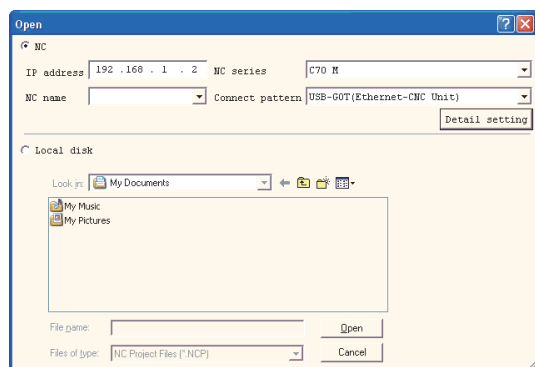 Open
NC
IP address 192 .168 . 1 . 2 NC series C70 M
NC name Connect pattern USB-GOT(Ethernet-CNC Unit)
Detail setting
Local disk
Look in: My Documents
My Music
My Pictures
File name: Open
Files of type: NC Project Files (*.NCP) Cancel